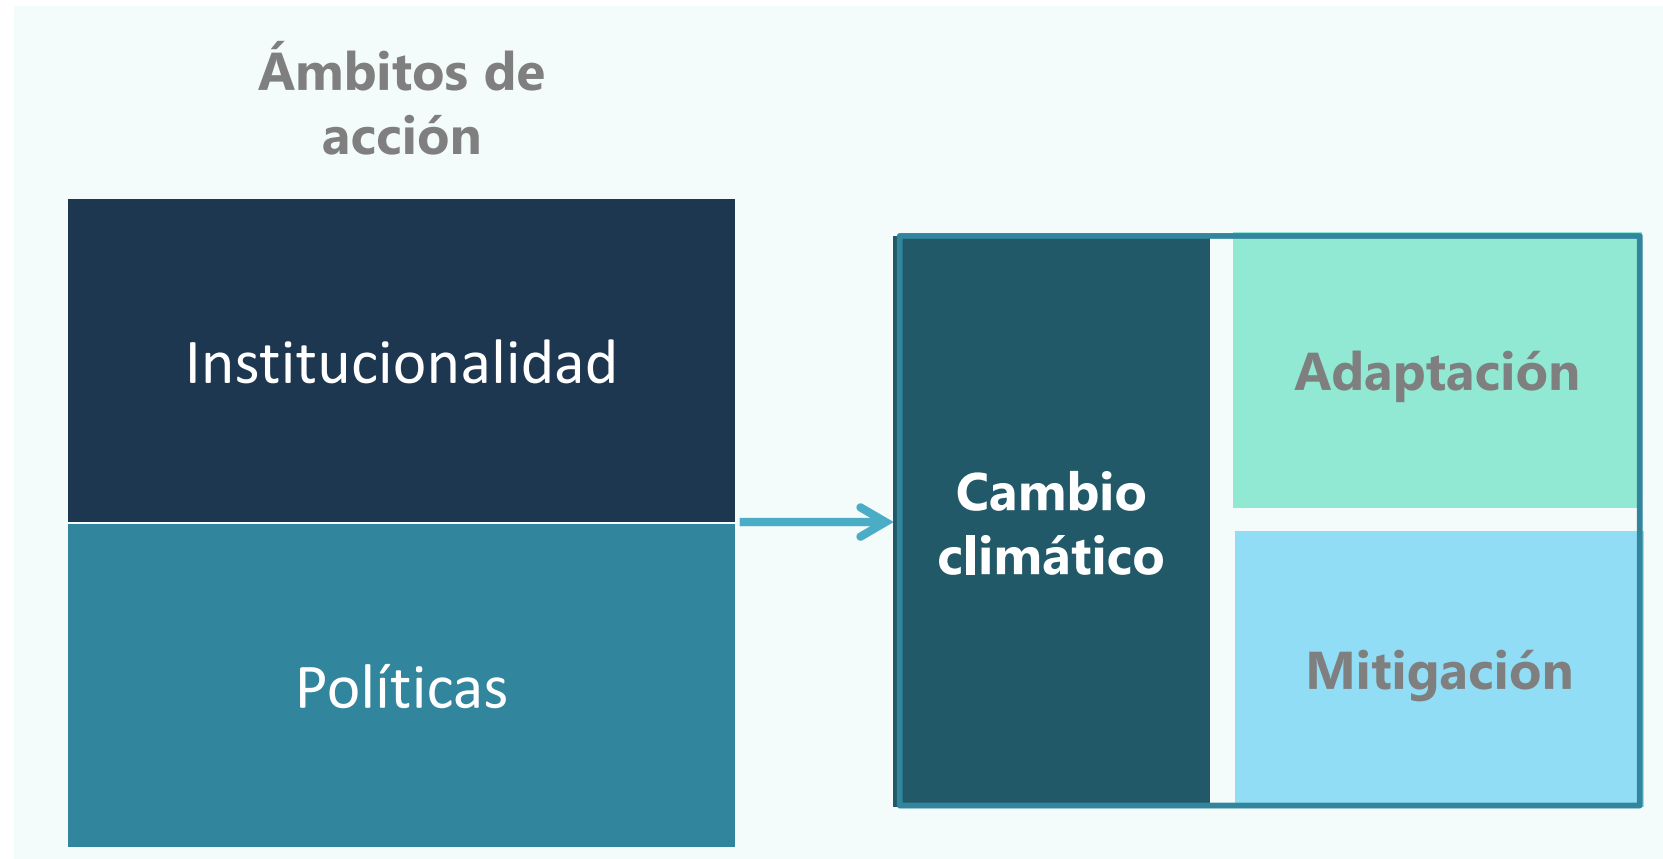 Ámbitos de
acción
Institucionalidad
Políticas
Cambio
climático
Adaptación
Mitigación